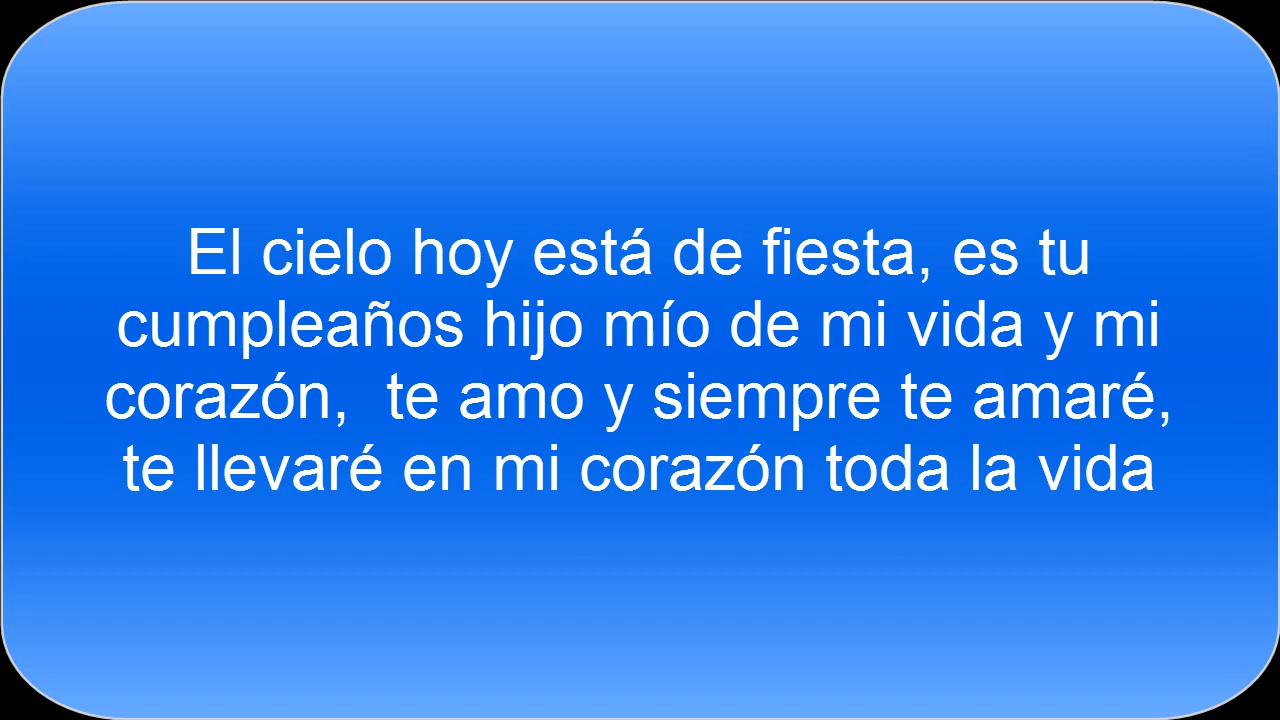 El cielo hoy está de fiesta, es tu
cumpleaños hijo mío de mi vida y mi
corazón,  te amo y siempre te amaré,
te llevaré en mi corazón toda la vida